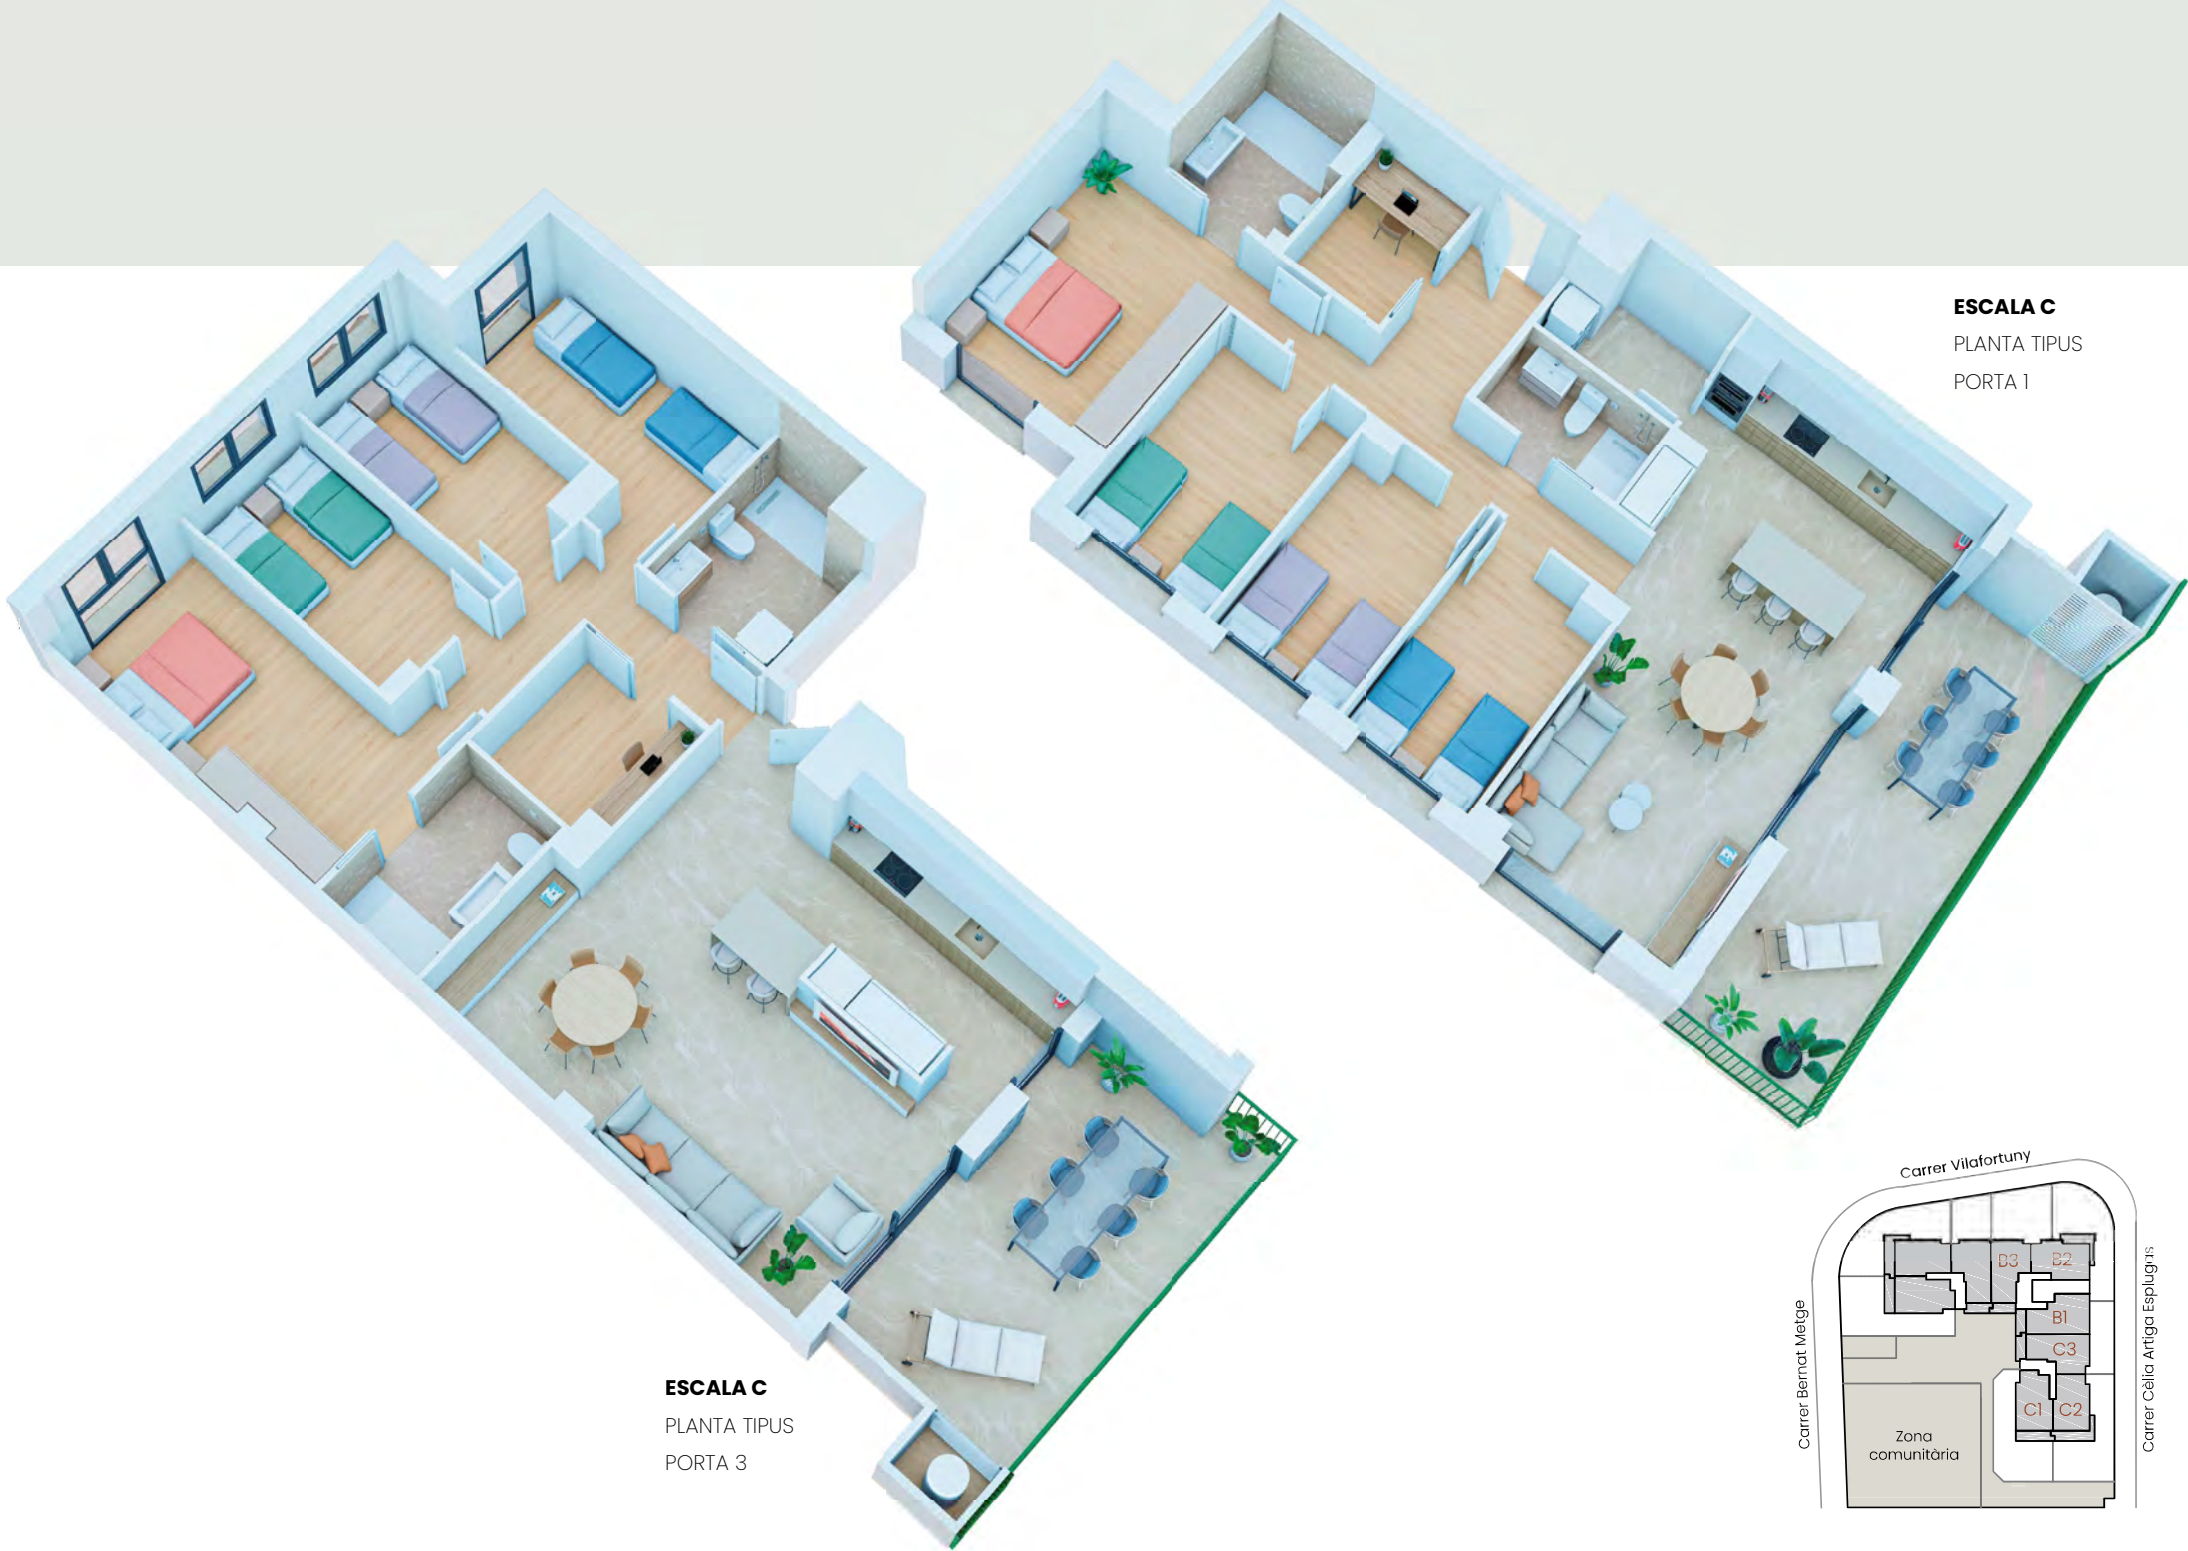 ESCALA C
PLANTA TIPUS
PORTA 1
ESCALA C
PLANTA TIPUS
PORTA 3
Carrer Vilafortuny
Carrer Bernat Metge
Carrer Cèlia Artiga Esplugas
B3
B2
B1
C3
C1
C2
Zona
comunitària